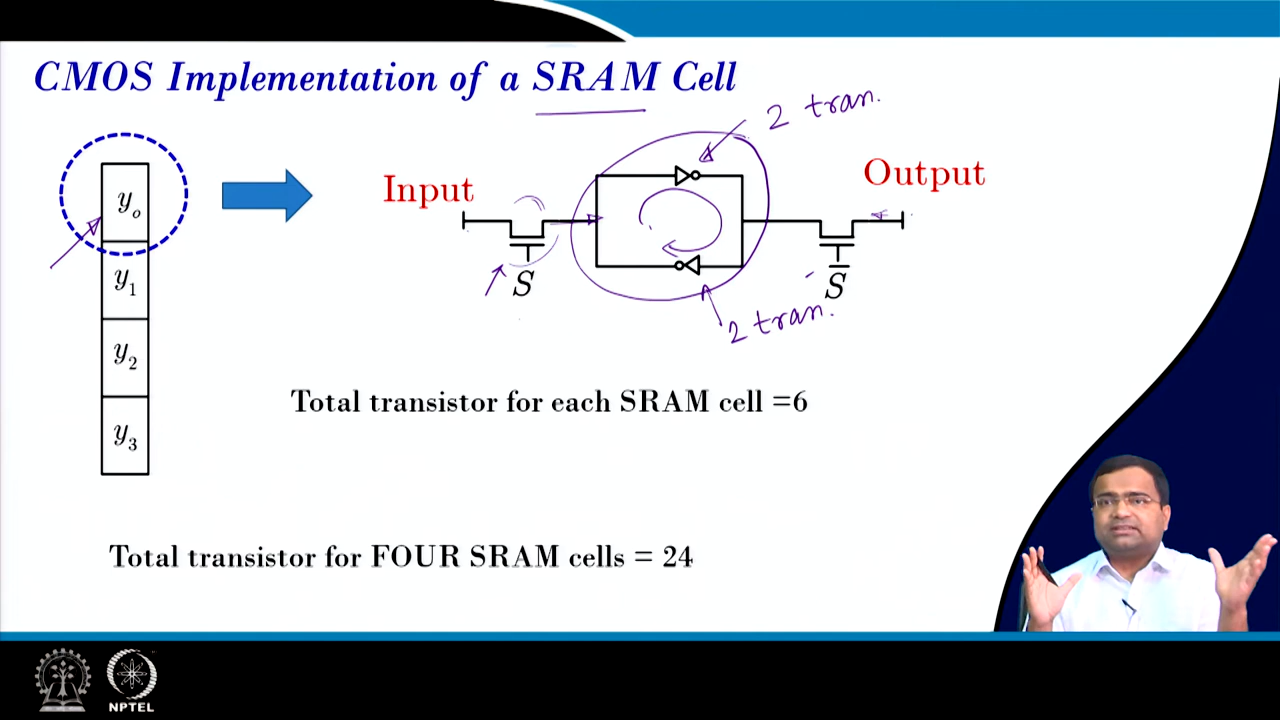 CMOS Implementation of a SRAM Cell
2 tran.
Input
Output
y₀
y₁
y₂
y₃
S
S̅
2 tran.
Total transistor for each SRAM cell =6
Total transistor for FOUR SRAM cells = 24
NPTEL